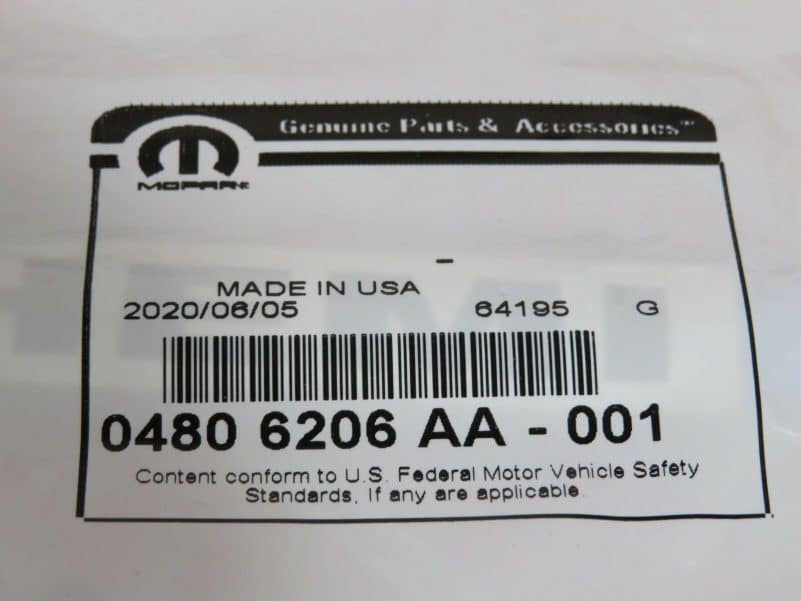 Genuine Parts & Accessories™
MOPAR®
-
MADE IN USA
2020/06/05 64195 G
0480 6206 AA - 001
Content conform to U.S. Federal Motor Vehicle Safety
Standards, If any are applicable.